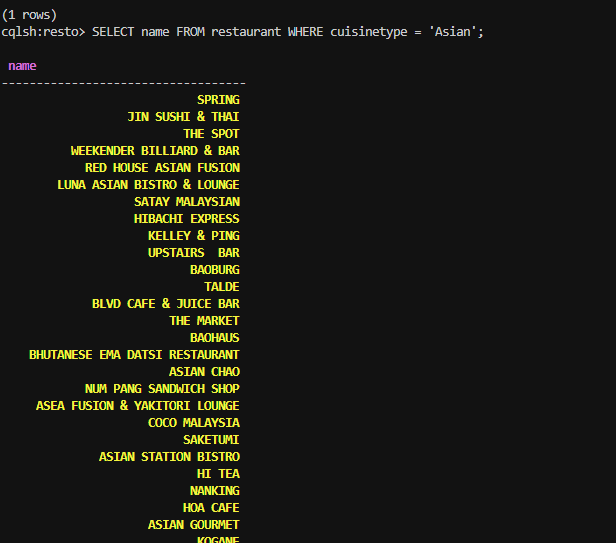 (1 rows)
cqlsh:resto> SELECT name FROM restaurant WHERE cuisinetype = 'Asian';
name
----------------------------------
SPRING
JIN SUSHI & THAI
THE SPOT
WEEKENDER BILLIARD & BAR
RED HOUSE ASIAN FUSION
LUNA ASIAN BISTRO & LOUNGE
SATAY MALAYSIAN
HIBACHI EXPRESS
KELLEY & PING
UPSTAIRS  BAR
BAOBURG
TALDE
BLVD CAFE & JUICE BAR
THE MARKET
BAOHAUS
BHUTANESE EMA DATSI RESTAURANT
ASIAN CHAO
NUM PANG SANDWICH SHOP
ASEA FUSION & YAKITORI LOUNGE
COCO MALAYSIA
SAKETUMI
ASIAN STATION BISTRO
HI TEA
NANKING
HOA CAFE
ASIAN GOURMET
KOGANE